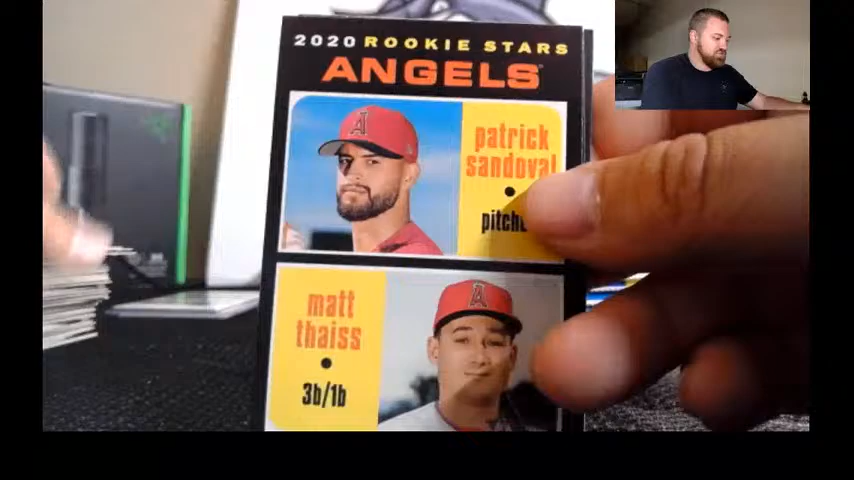 2020 ROOKIE STARS
ANGELS
patrick
sandoval
matt
thaiss
3b/1b